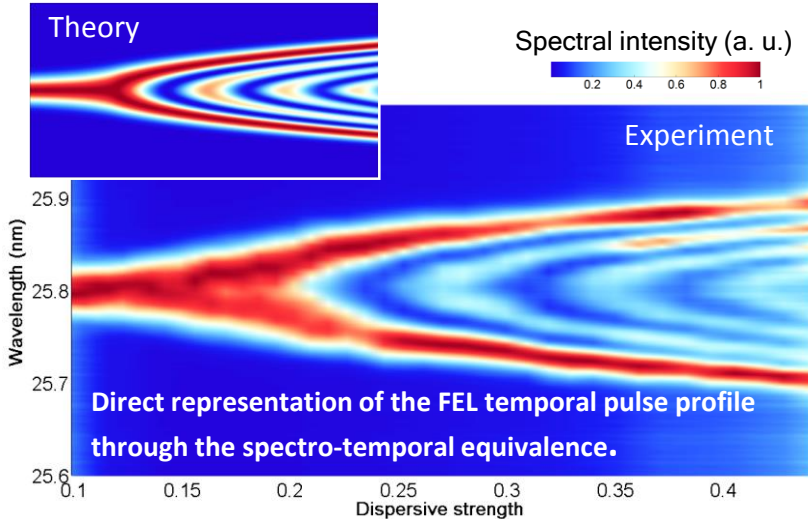 Theory
Spectral intensity (a. u.)
0.2 0.4 0.6 0.8 1
Experiment
Wavelength (nm)
25.9
25.8
25.7
25.6
Direct representation of the FEL temporal pulse profile
through the spectro-temporal equivalence.
0.1 0.15 0.2 0.25 0.3 0.35 0.4
Dispersive strength